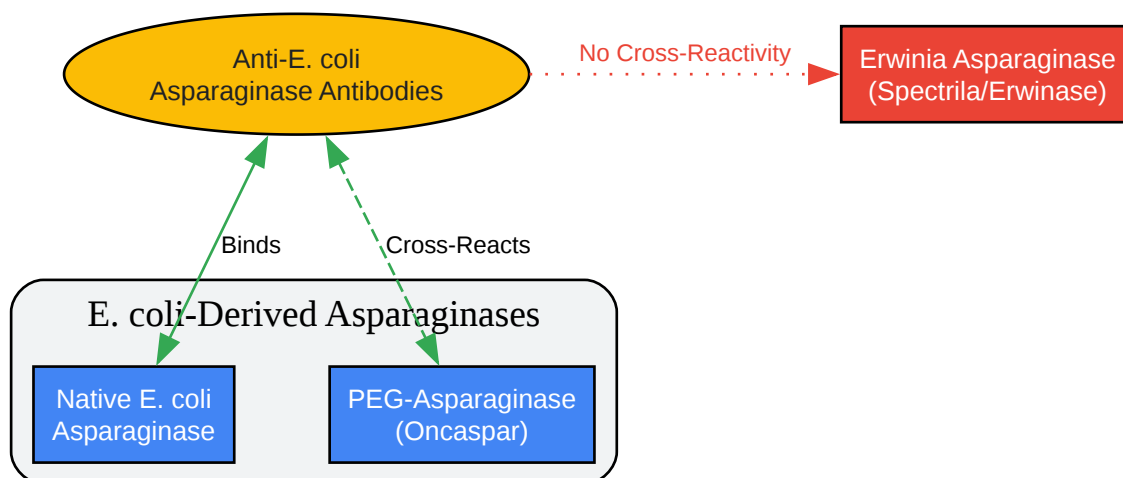 Anti-E. coli
Asparaginase Antibodies
No Cross-Reactivity
Erwinia Asparaginase
(Spectrila/Erwinase)
Binds
Cross-Reacts
E. coli-Derived Asparaginases
Native E. coli
Asparaginase
PEG-Asparaginase
(Oncaspar)